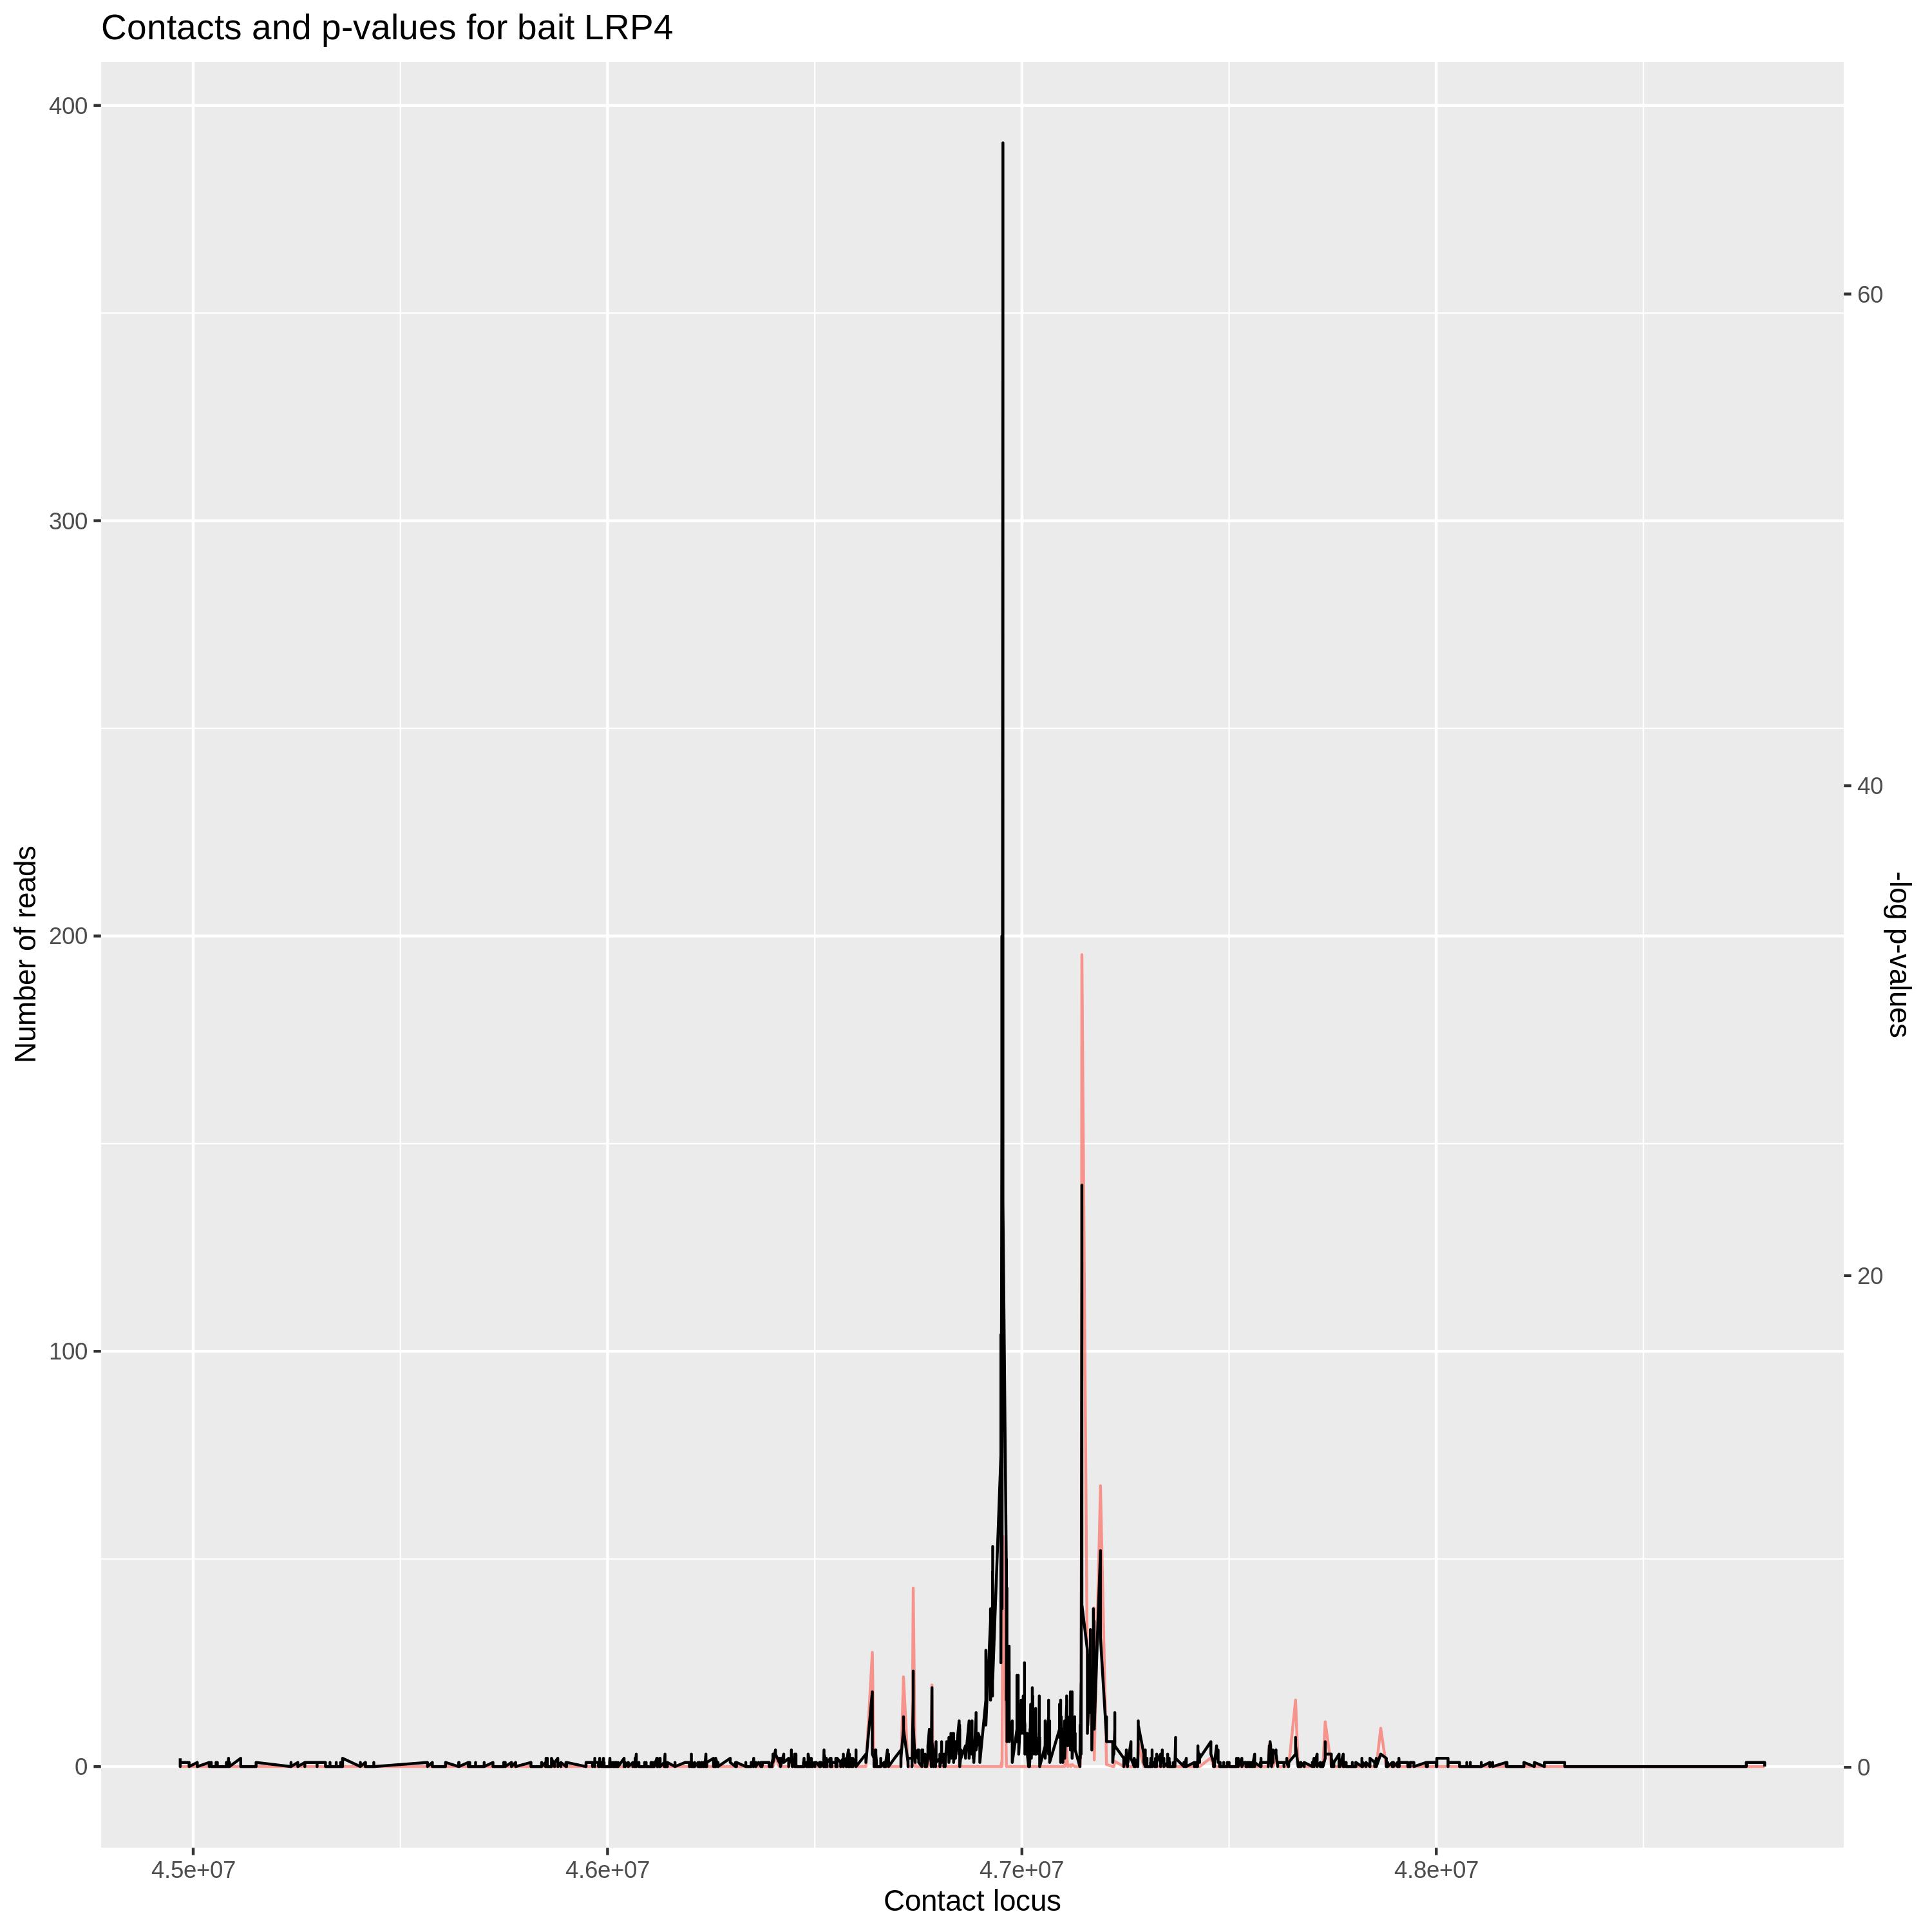 Contacts and p-values for bait LRP4
400
300
200
100
0
Number of reads
60
40
20
0
-log p-values
4.5e+07
4.6e+07
4.7e+07
4.8e+07
Contact locus